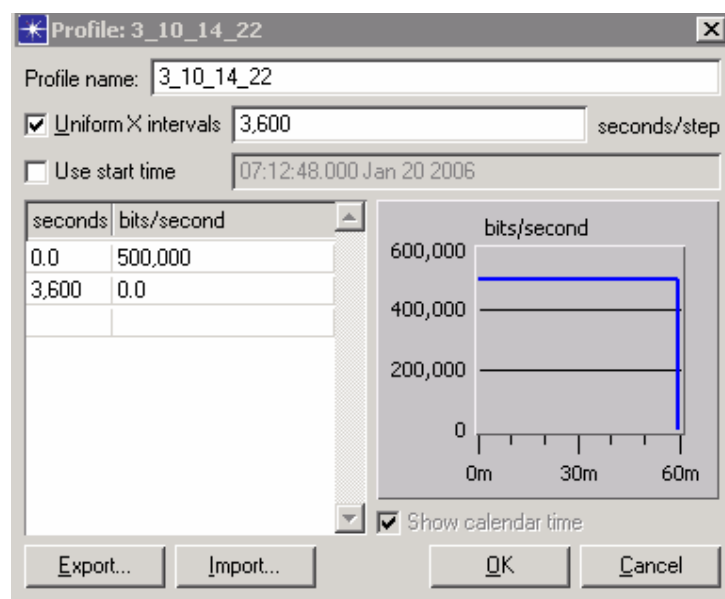 Profile: 3_10_14_22
Profile name: 3_10_14_22
Uniform X intervals 3,600 seconds/step
Use start time 07:12:48.000 Jan 20 2006
seconds bits/second
0.0 500,000
3,600 0.0
bits/second
600,000
400,000
200,000
0
0m 30m 60m
Show calendar time
Export... Import... OK Cancel